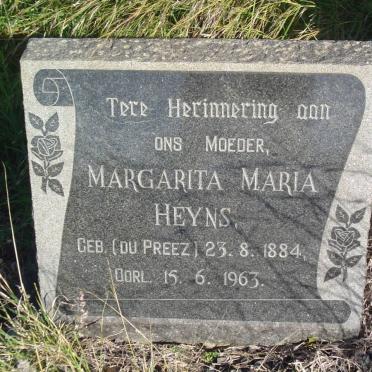 Tere Herinnering aan
ons Moeder,
Margarita Maria
Heyns,
Geb. (du Preez) 23. 8. 1884,
Oorl. 15. 6. 1963.